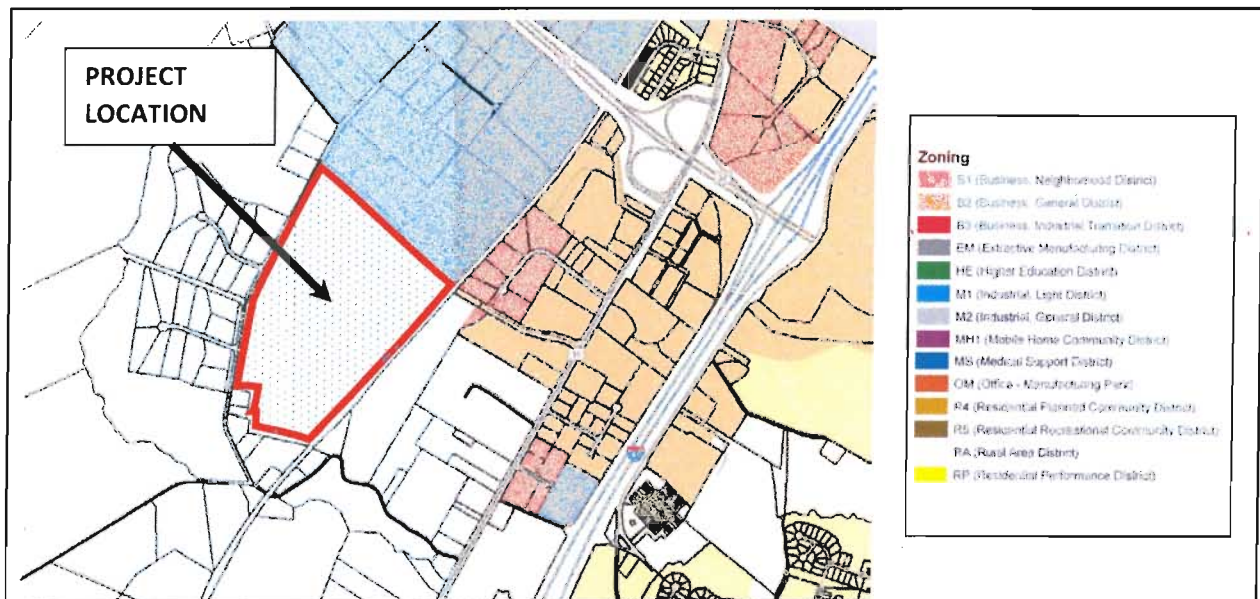 PROJECT
LOCATION
Zoning
B1 (Business, Neighborhood District)
B2 (Business, General District)
B3 (Business, Industrial Transition District)
EM (Extractive Manufacturing District)
HE (Higher Education District)
M1 (Industrial, Light District)
M2 (Industrial, General District)
MH1 (Mobile Home Community District)
MS (Medical Support District)
OM (Office - Manufacturing Park)
R4 (Residential Planned Community District)
R5 (Residential Recreational Community District)
RA (Rural Area District)
RP (Residential Performance District)